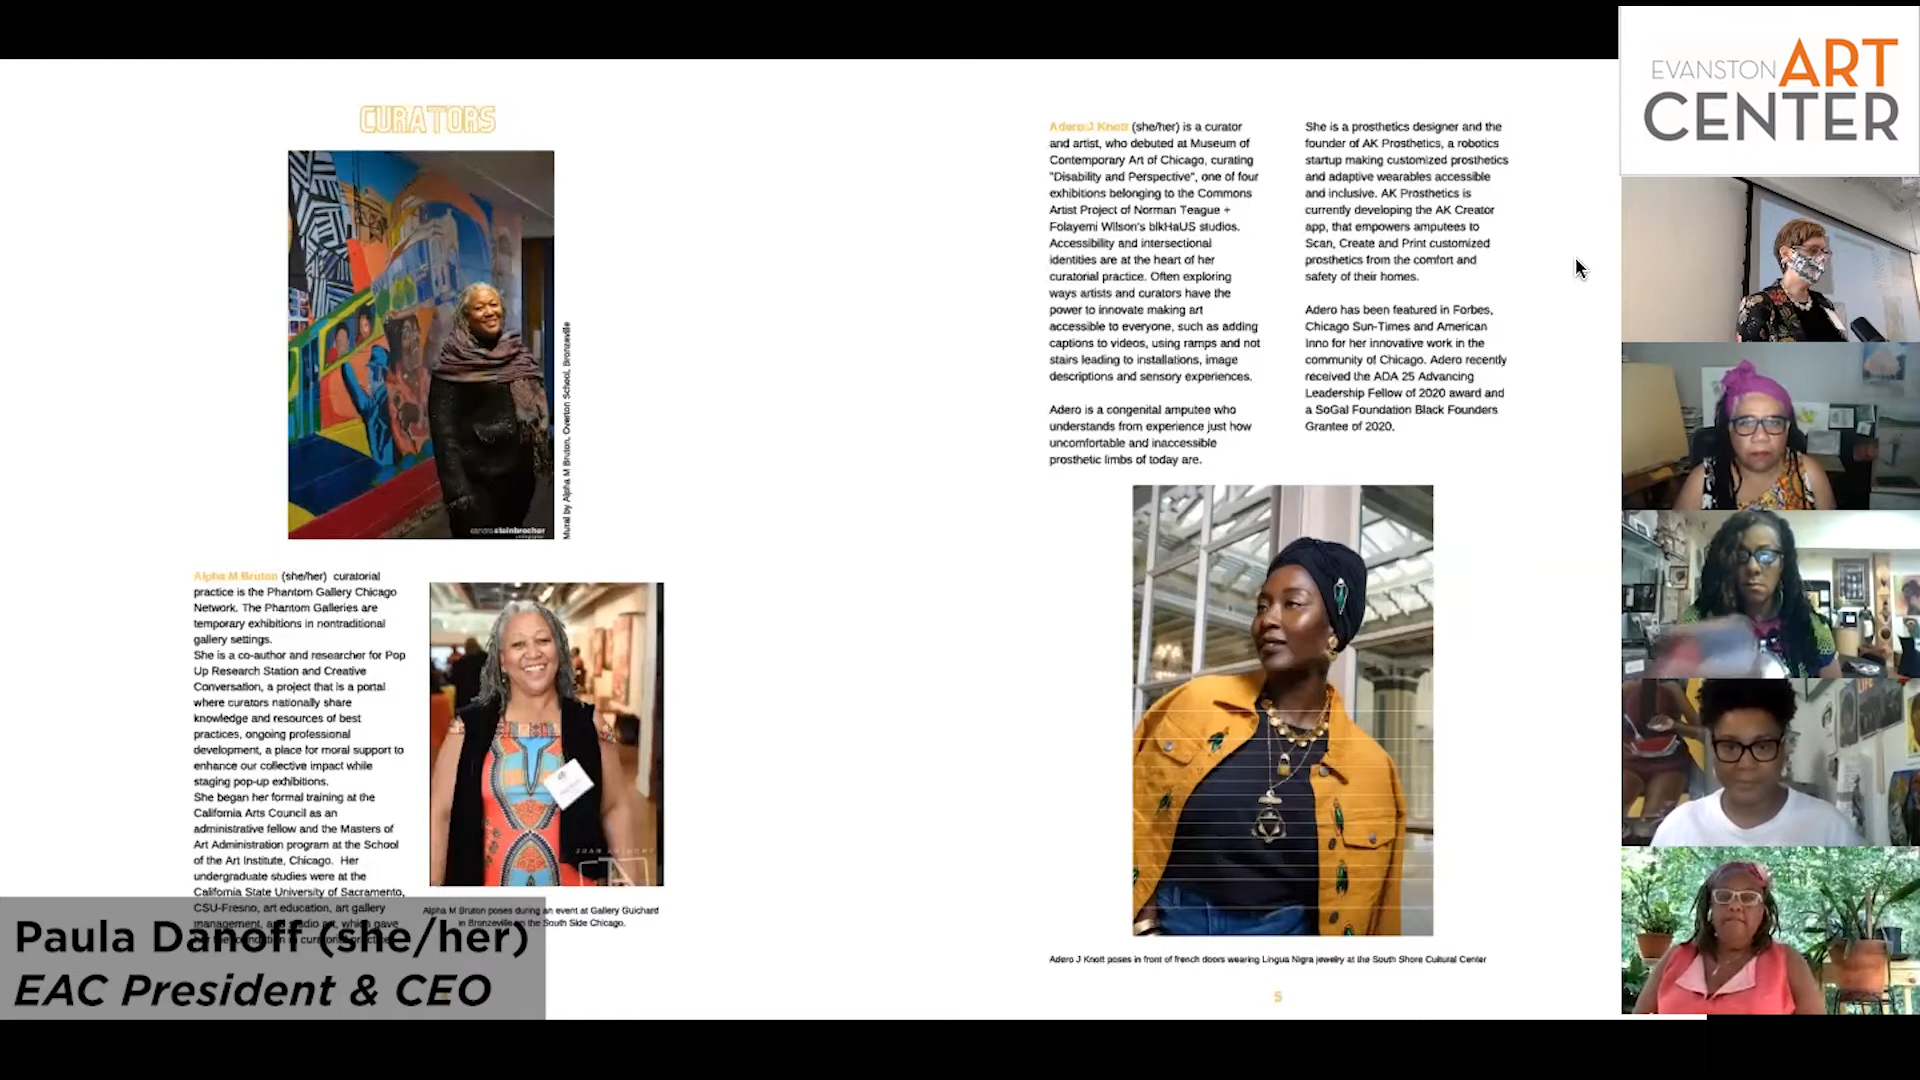 CURATORS
Mural by Alpha M Bruton, Overton School, Bronzeville
steinbrecher
Alpha M Bruton (she/her) curatorial
practice is the Phantom Gallery Chicago
Network. The Phantom Galleries are
temporary exhibitions in nontraditional
gallery settings.
She is a co-author and researcher for Pop
Up Research Station and Creative
Conversation, a project that is a portal
where curators nationally share
knowledge and resources of best
practices, ongoing professional
development, a place for moral support to
enhance our collective impact while
staging pop-up exhibitions.
She began her formal training at the
California Arts Council as an
administrative fellow and the Masters of
Art Administration program at the School
of the Art Institute, Chicago. Her
undergraduate studies were at the
California State University of Sacramento,
CSU-Fresno, art education, art gallery
management, and studio art, which gave
Alpha M Bruton poses during an event at Gallery Guichard
in Bronzeville on the South Side Chicago.
Adero J Knott (she/her) is a curator
and artist, who debuted at Museum of
Contemporary Art of Chicago, curating
"Disability and Perspective", one of four
exhibitions belonging to the Commons
Artist Project of Norman Teague +
Folayemi Wilson's blkHaUS studios.
Accessibility and intersectional
identities are at the heart of her
curatorial practice. Often exploring
ways artists and curators have the
power to innovate making art
accessible to everyone, such as adding
captions to videos, using ramps and not
stairs leading to installations, image
descriptions and sensory experiences.
Adero is a congenital amputee who
understands from experience just how
uncomfortable and inaccessible
prosthetic limbs of today are.
She is a prosthetics designer and the
founder of AK Prosthetics, a robotics
startup making customized prosthetics
and adaptive wearables accessible
and inclusive. AK Prosthetics is
currently developing the AK Creator
app, that empowers amputees to
Scan, Create and Print customized
prosthetics from the comfort and
safety of their homes.
Adero has been featured in Forbes,
Chicago Sun-Times and American
Inno for her innovative work in the
community of Chicago. Adero recently
received the ADA 25 Advancing
Leadership Fellow of 2020 award and
a SoGal Foundation Black Founders
Grantee of 2020.
Adero J Knott poses in front of french doors wearing Lingua Nigra jewelry at the South Shore Cultural Center
5
Paula Danoff (she/her)
EAC President & CEO
EVANSTON ART
CENTER